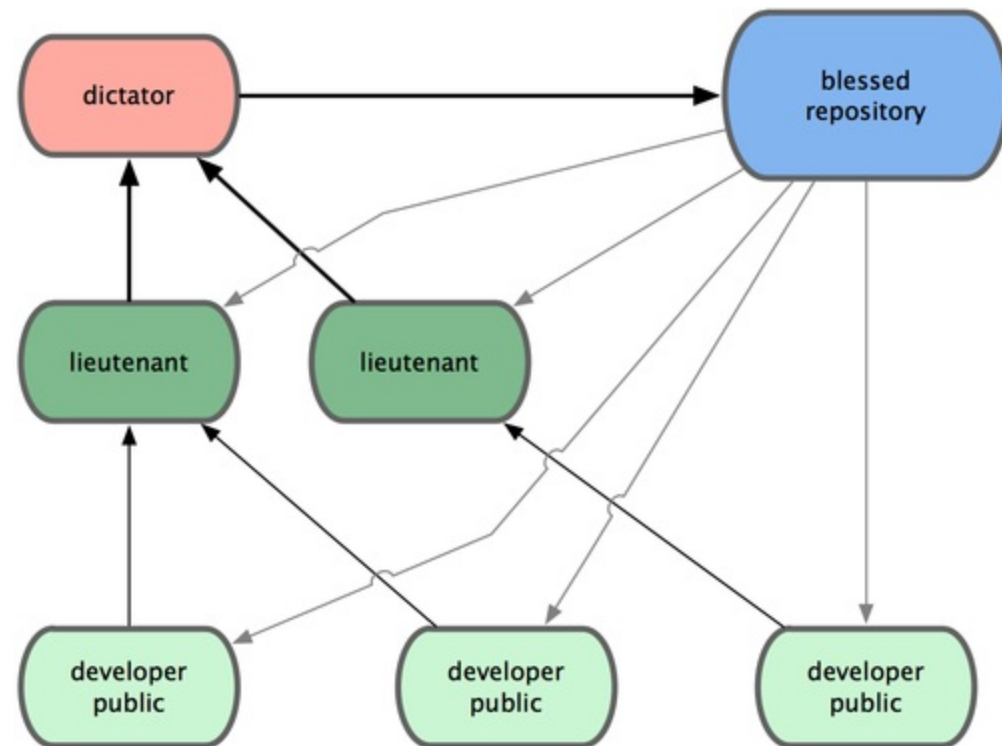 dictator
blessed
repository
lieutenant
lieutenant
developer
public
developer
public
developer
public